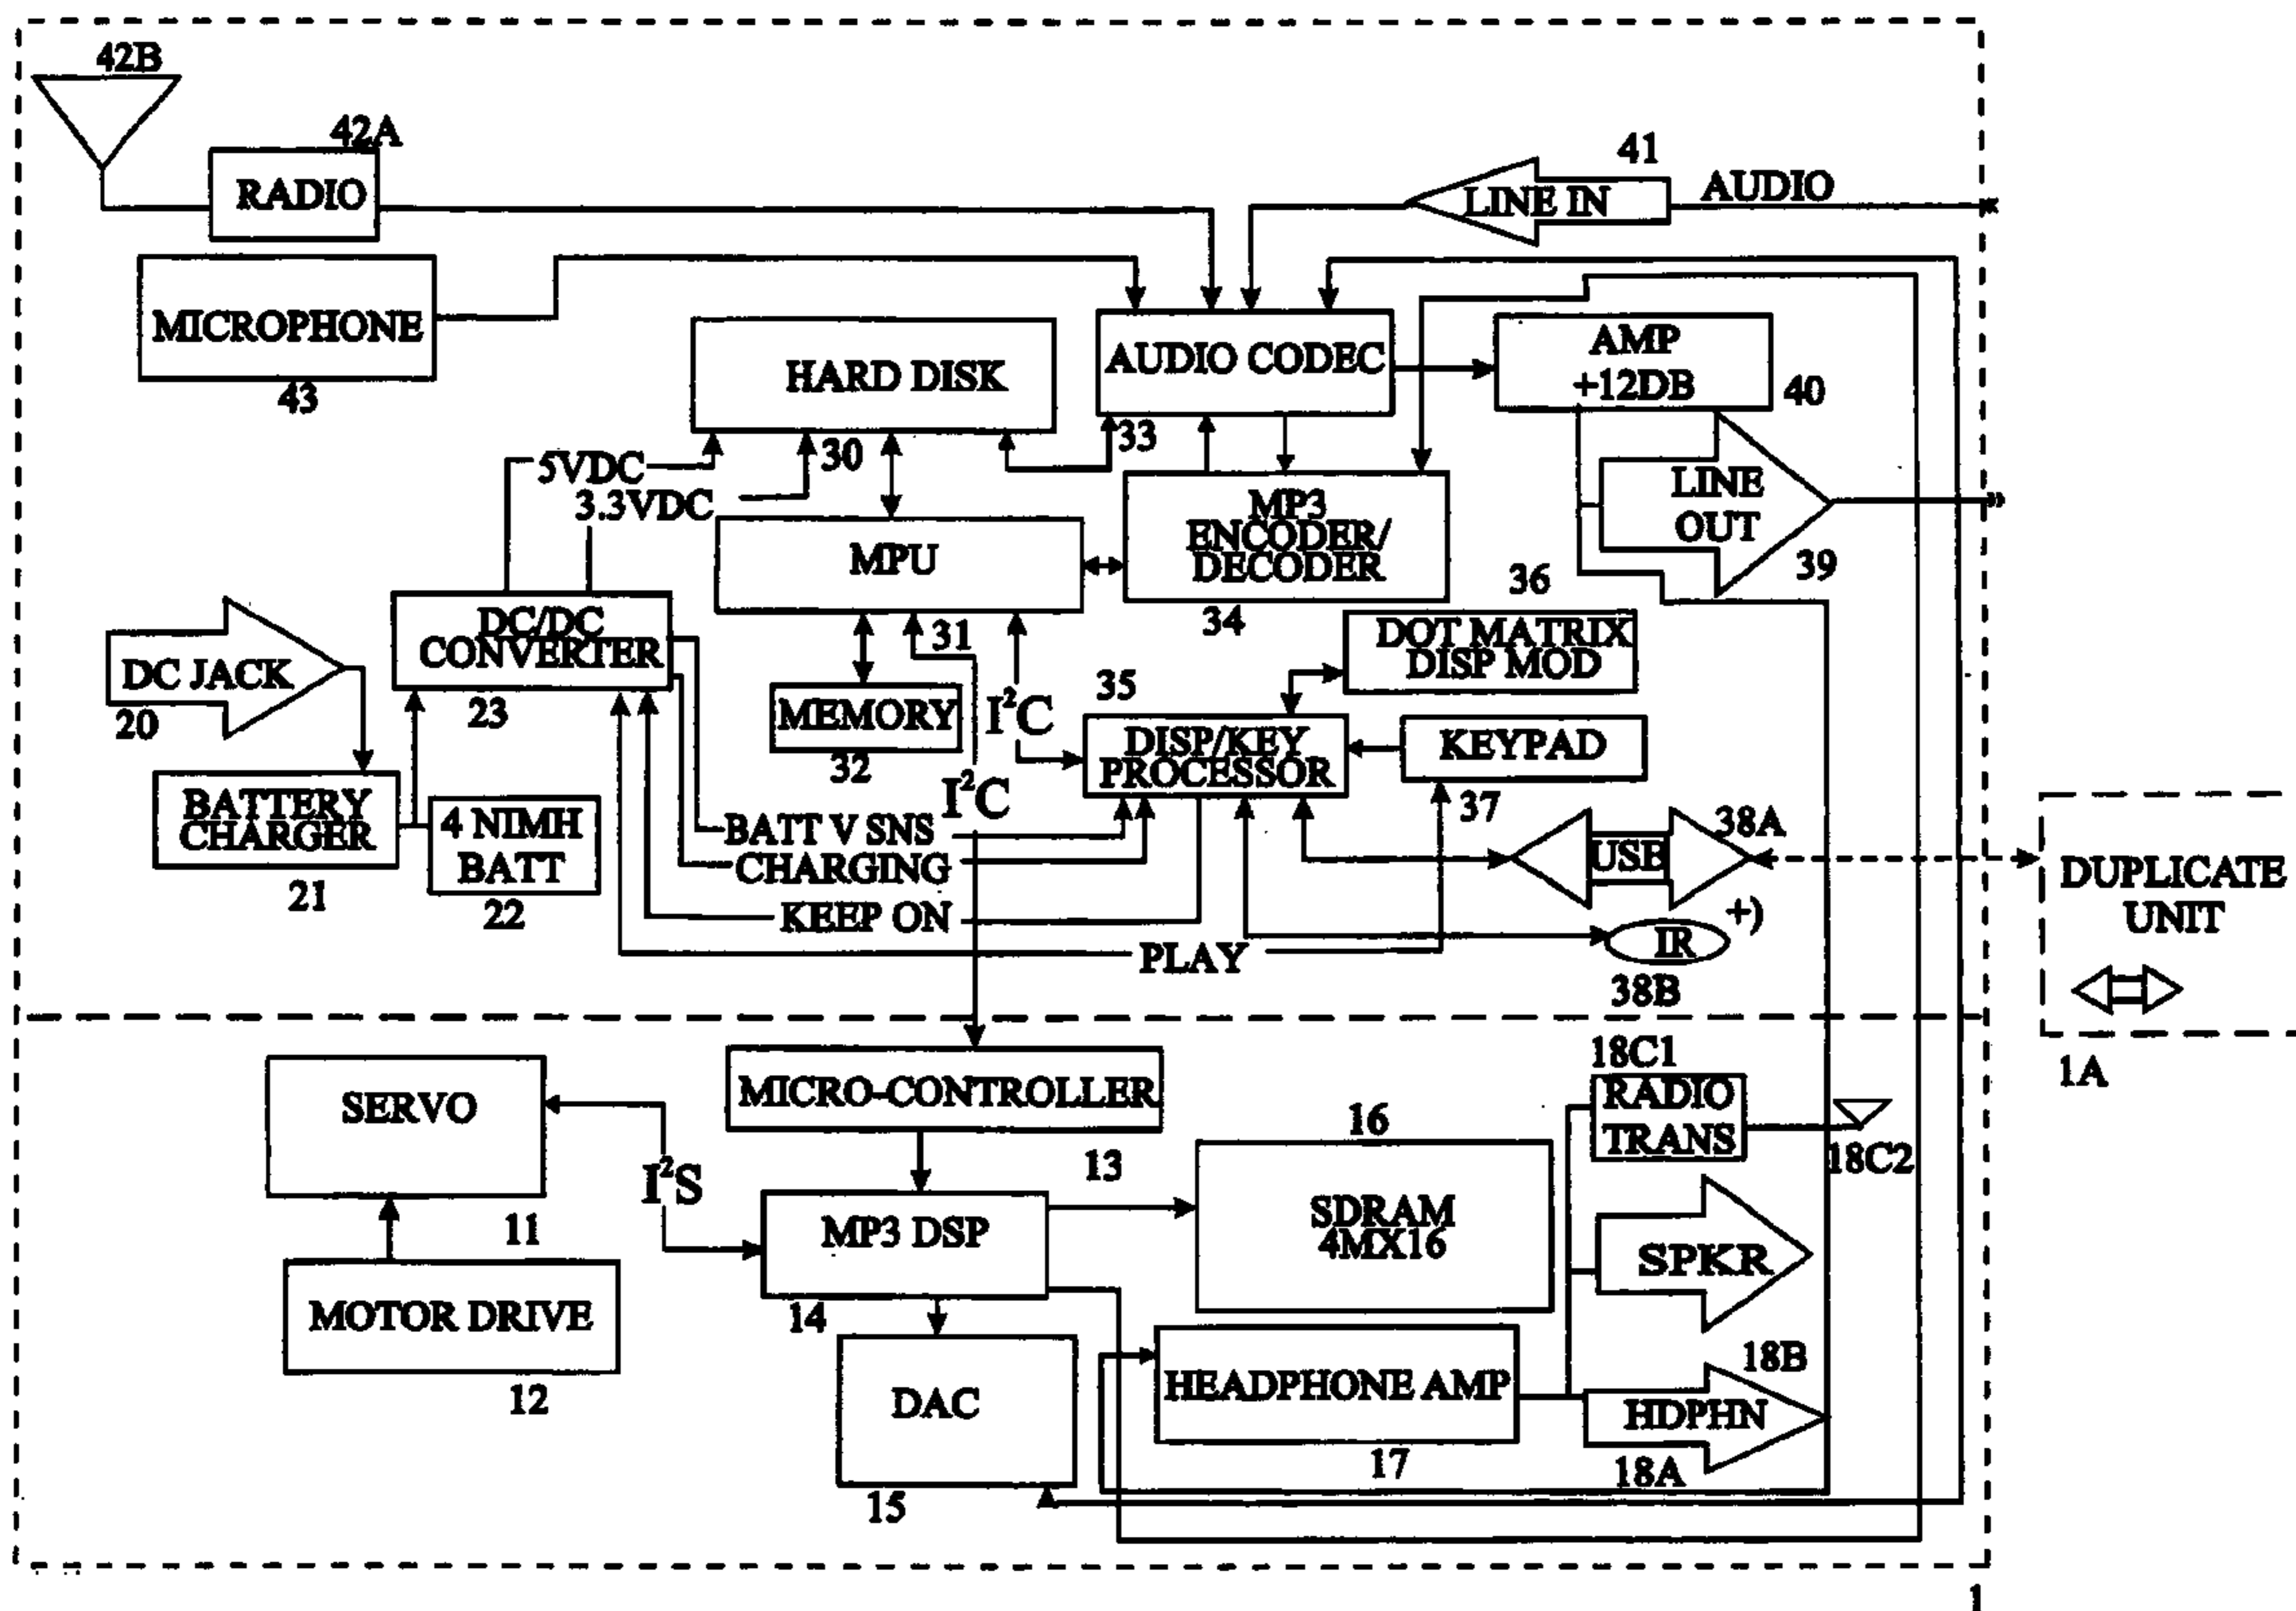 42B
42A
RADIO
41
LINE IN
AUDIO
MICROPHONE
43
HARD DISK
30
AUDIO CODEC
33
AMP
+12DB
40
5VDC
3.3VDC
MPU
31
MP3
ENCODER/
DECODER
34
LINE
OUT
39
36
DOT MATRIX
DISP MOD
DC JACK
20
DC/DC
CONVERTER
23
MEMORY
32
I²C
I²C
35
DISP/KEY
PROCESSOR
KEYPAD
37
BATTERY
CHARGER
21
4 NIMH
BATT
22
BATT V SNS
CHARGING
KEEP ON
PLAY
USB
38A
+)
IR
38B
DUPLICATE
UNIT
1A
SERVO
11
MOTOR DRIVE
12
I²S
MICRO-CONTROLLER
13
MP3 DSP
14
DAC
15
16
SDRAM
4MX16
HEADPHONE AMP
17
18C1
RADIO
TRANS
18C2
SPKR
18B
HDPHN
18A
1